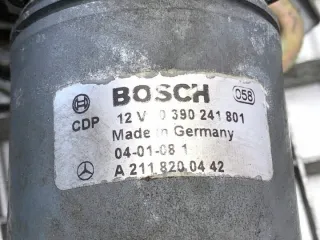 BOSCH 058
CDP 12 V 0 390 241 801
Made in Germany
04-01-08 1
A 211 820 04 42